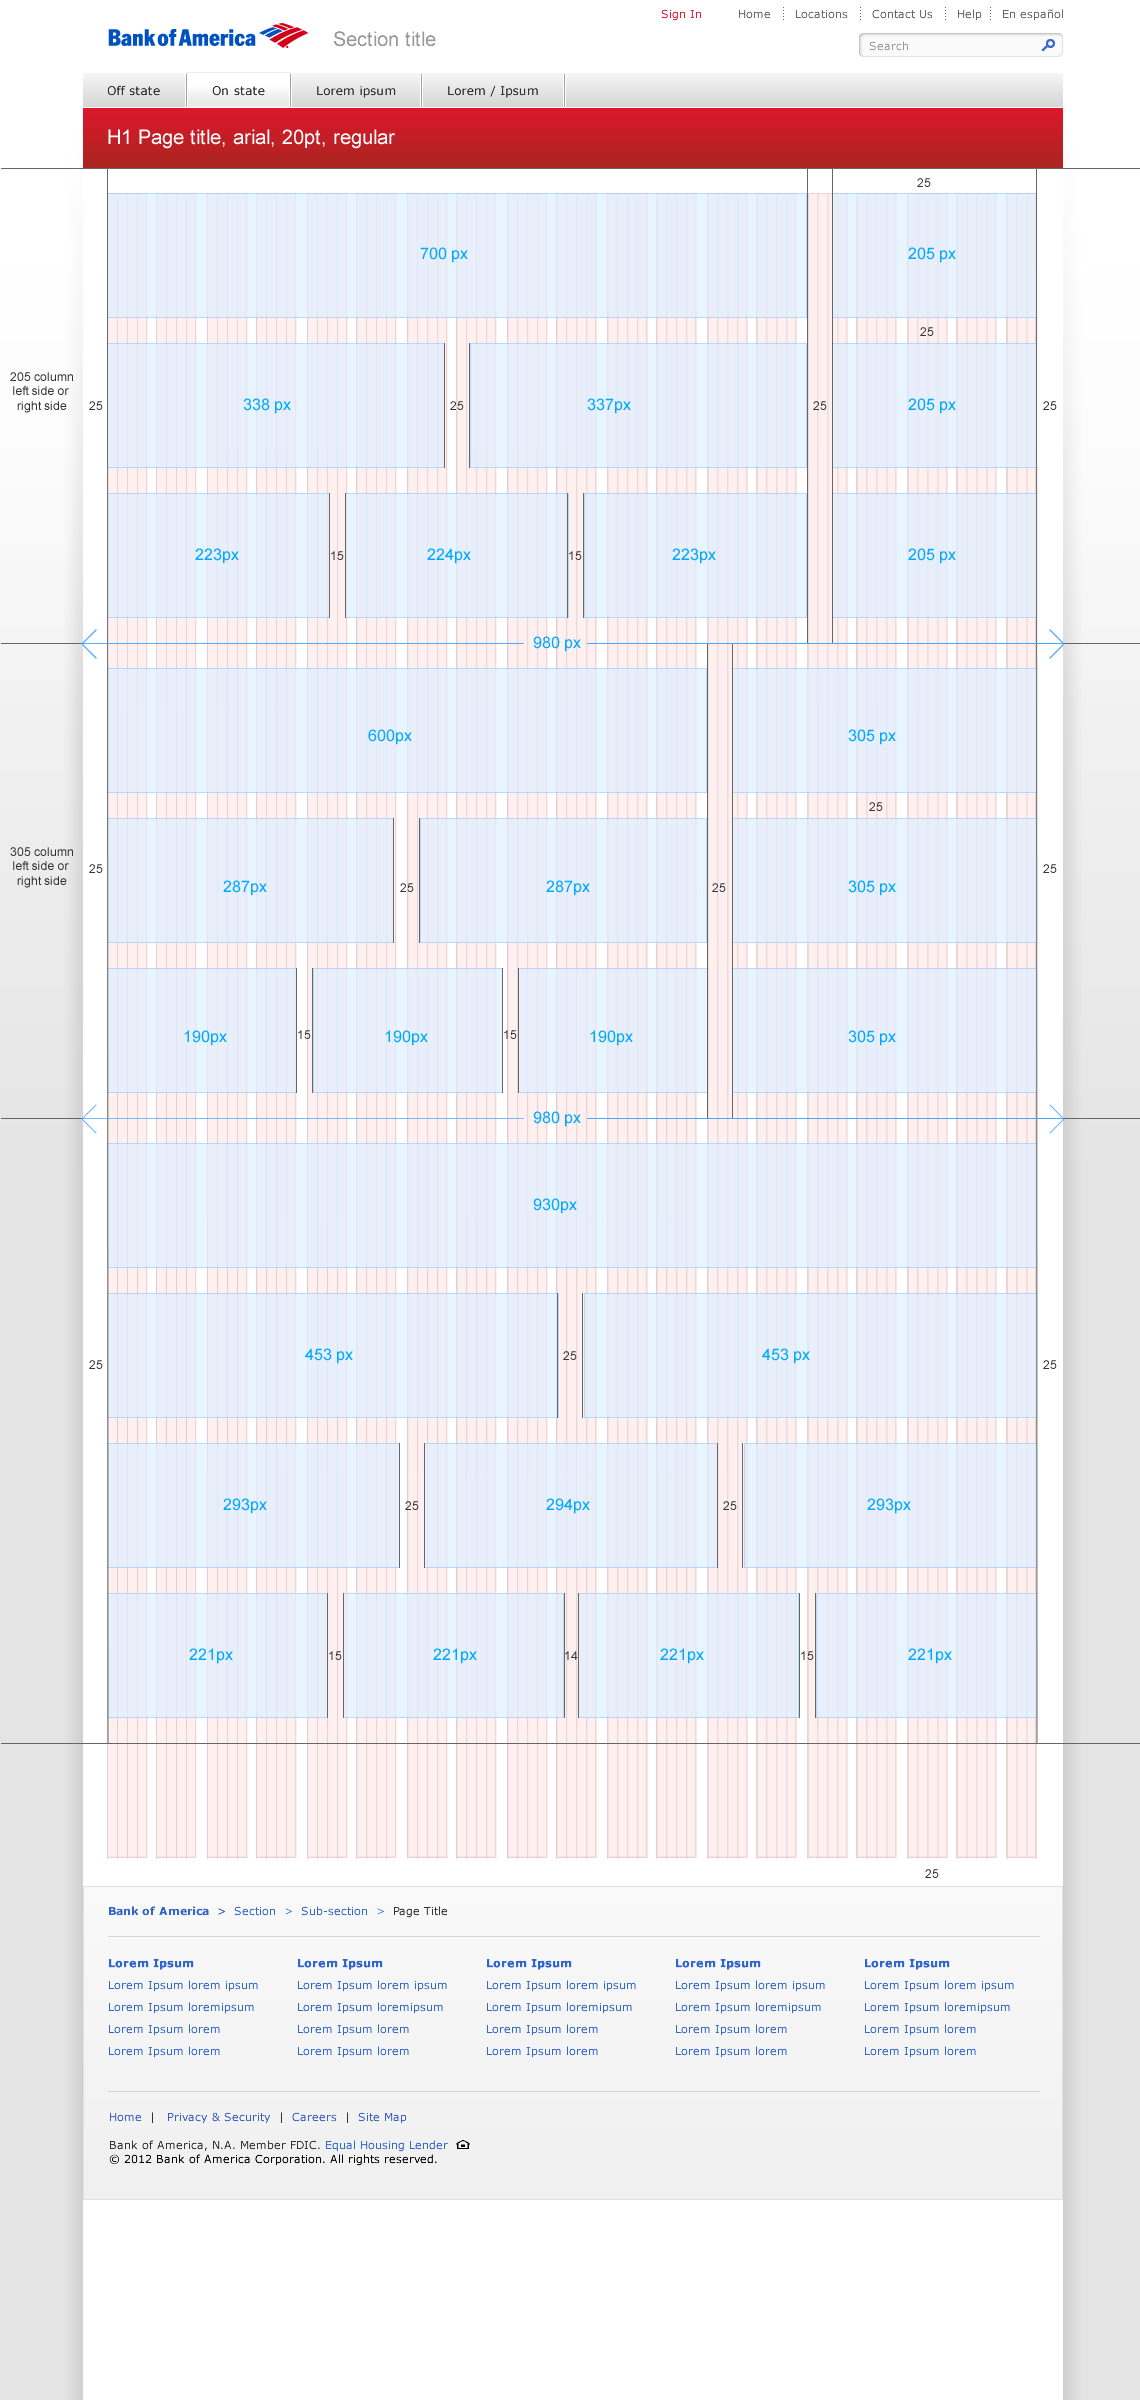 Sign In Home Locations Contact Us Help En español
Bank of America Section title
Search
Off state On state Lorem ipsum Lorem / Ipsum
H1 Page title, arial, 20pt, regular
25
700 px 205 px
25
205 column
left side or
right side
25 338 px 25 337px 25 205 px 25
223px 15 224px 15 223px 205 px
980 px
600px 305 px
25
305 column
left side or
right side
25 25
287px 25 287px 25 305 px
190px 15 190px 15 190px 305 px
980 px
930px
25 453 px 25 453 px 25
293px 25 294px 25 293px
221px 15 221px 14 221px 15 221px
25
Bank of America > Section > Sub-section > Page Title
Lorem Ipsum Lorem Ipsum Lorem Ipsum Lorem Ipsum Lorem Ipsum
Lorem Ipsum lorem ipsum Lorem Ipsum lorem ipsum Lorem Ipsum lorem ipsum Lorem Ipsum lorem ipsum Lorem Ipsum lorem ipsum
Lorem Ipsum loremipsum Lorem Ipsum loremipsum Lorem Ipsum loremipsum Lorem Ipsum loremipsum Lorem Ipsum loremipsum
Lorem Ipsum lorem Lorem Ipsum lorem Lorem Ipsum lorem Lorem Ipsum lorem Lorem Ipsum lorem
Lorem Ipsum lorem Lorem Ipsum lorem Lorem Ipsum lorem Lorem Ipsum lorem Lorem Ipsum lorem
Home | Privacy & Security | Careers | Site Map
Bank of America, N.A. Member FDIC. Equal Housing Lender
© 2012 Bank of America Corporation. All rights reserved.